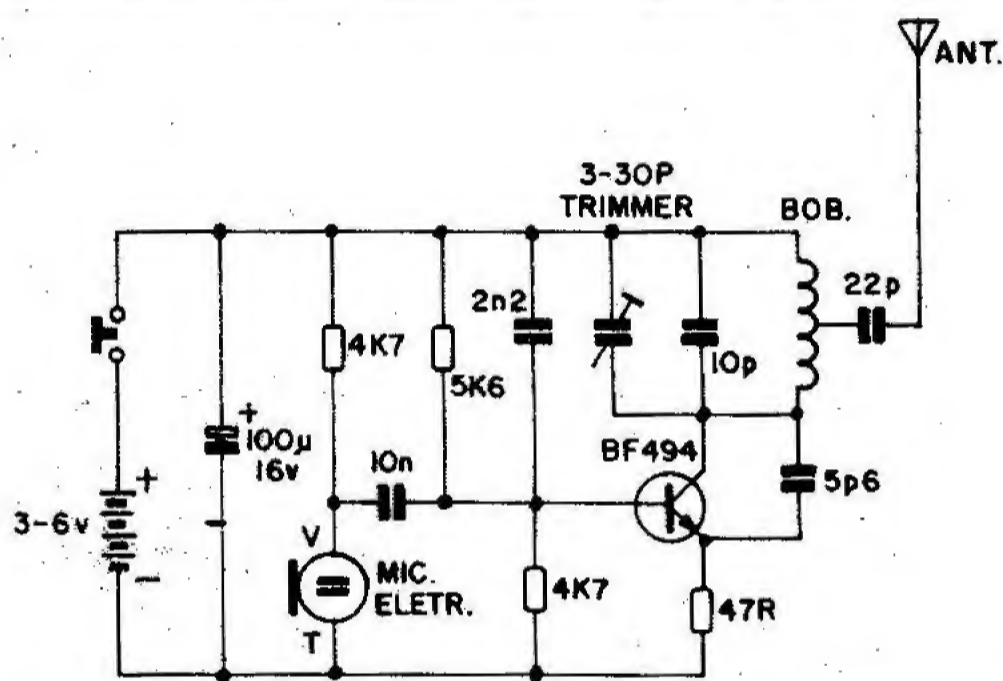 ANT.
3-30P
TRIMMER
BOB.
22p
2n2
4K7
5K6
10p
+
100µ
16v
-
10n
BF494
5p6
+
3-6v
-
V
MIC.
ELETR.
T
4K7
47R